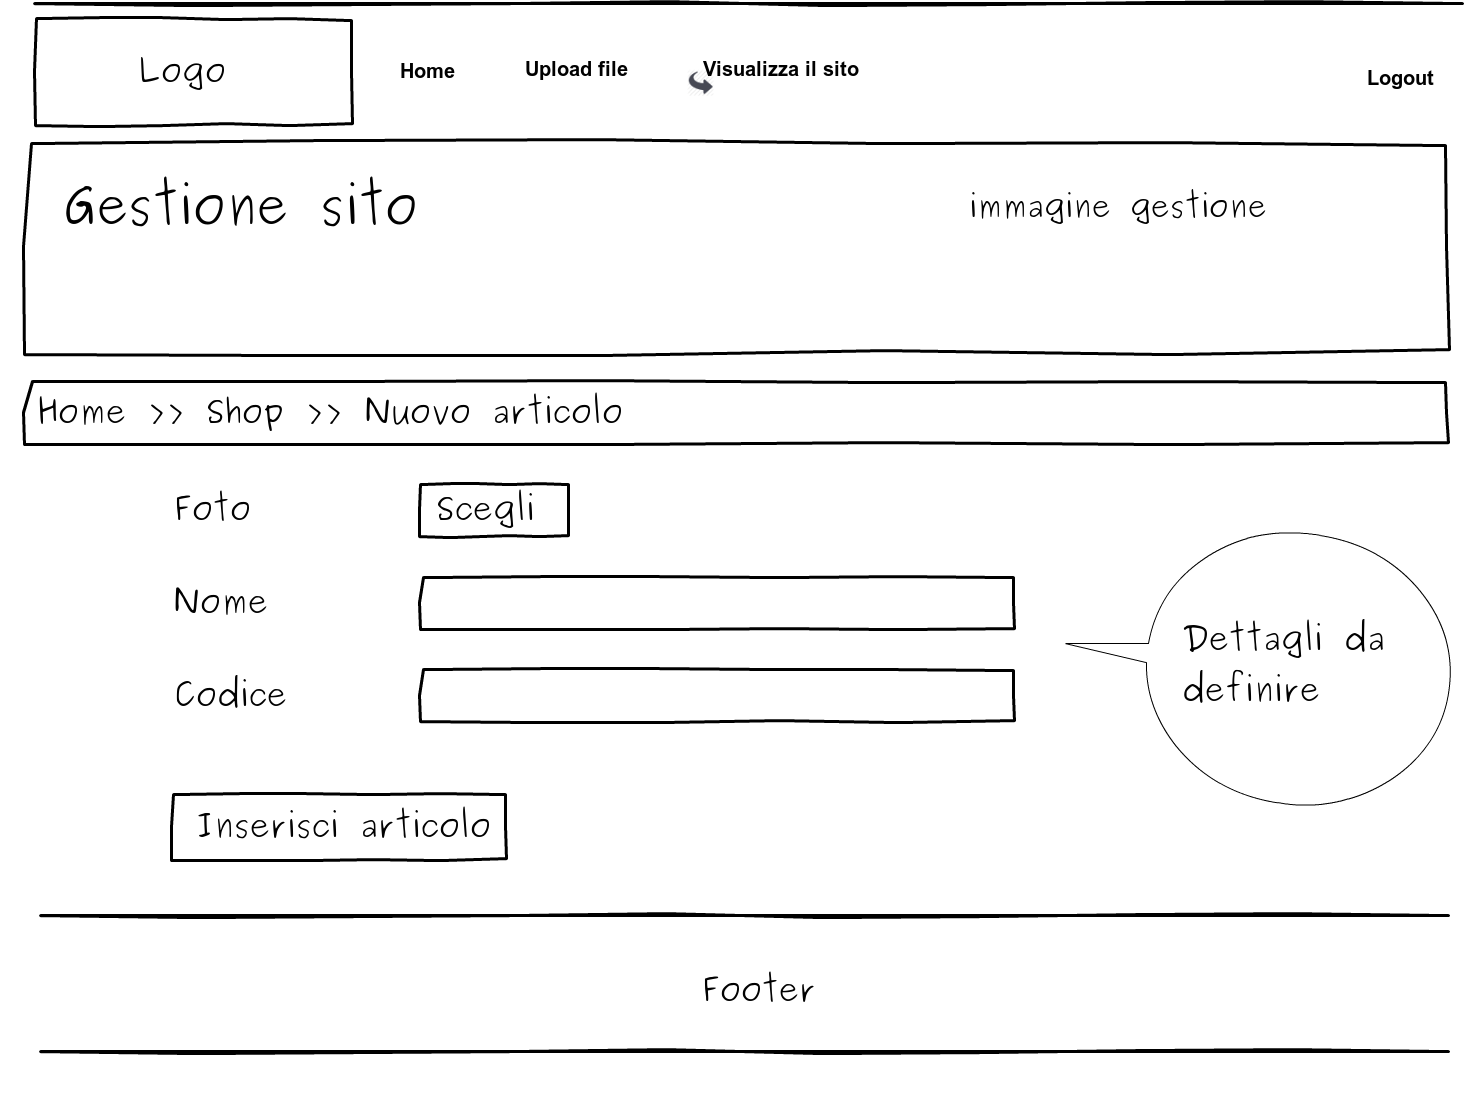 Logo
Home Upload file Visualizza il sito Logout
Gestione sito immagine gestione
Home >> Shop >> Nuovo articolo
Foto Scegli
Nome
Codice
Dettagli da
definire
Inserisci articolo
Footer